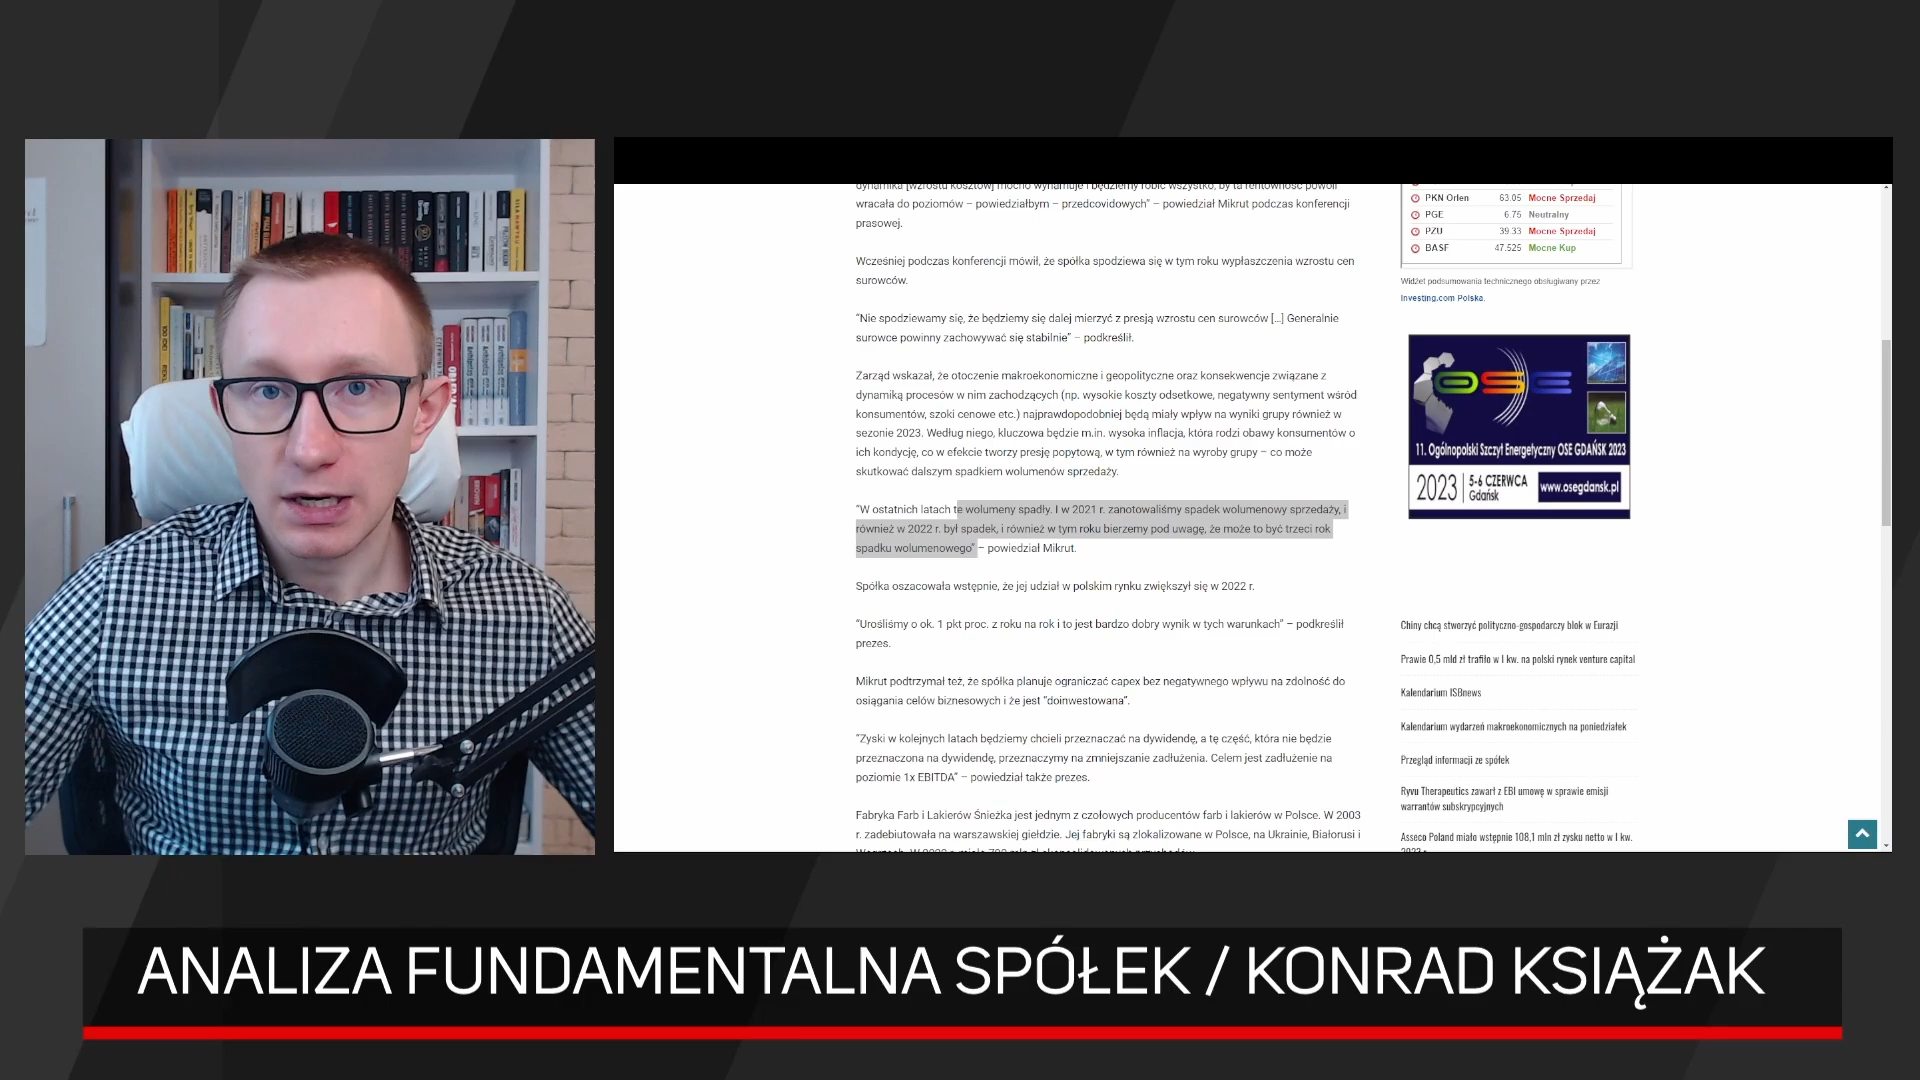 dynamika [wzrostu kosztów] mocno wyhamuje i będziemy robić wszystko, by ta rentowność powoli
wracała do poziomów – powiedziałbym – przedcovidowych" – powiedział Mikrut podczas konferencji
prasowej.
Wcześniej podczas konferencji mówił, że spółka spodziewa się w tym roku wypłaszczenia wzrostu cen
surowców.
"Nie spodziewamy się, że będziemy się dalej mierzyć z presją wzrostu cen surowców [...] Generalnie
surowce powinny zachowywać się stabilnie" – podkreślił.
Zarząd wskazał, że otoczenie makroekonomiczne i geopolityczne oraz konsekwencje związane z
dynamiką procesów w nim zachodzących (np. wysokie koszty odsetkowe, negatywny sentyment wśród
konsumentów, szoki cenowe etc.) najprawdopodobniej będą miały wpływ na wyniki grupy również w
sezonie 2023. Według niego, kluczowa będzie m.in. wysoka inflacja, która rodzi obawy konsumentów o
ich kondycję, co w efekcie tworzy presję popytową, w tym również na wyroby grupy – co może
skutkować dalszym spadkiem wolumenów sprzedaży.
"W ostatnich latach te wolumeny spadły. I w 2021 r. zanotowaliśmy spadek wolumenowy sprzedaży, i
również w 2022 r. był spadek, i również w tym roku bierzemy pod uwagę, że może to być trzeci rok
spadku wolumenowego" – powiedział Mikrut.
Spółka oszacowała wstępnie, że jej udział w polskim rynku zwiększył się w 2022 r.
"Urośliśmy o ok. 1 pkt proc. z roku na rok i to jest bardzo dobry wynik w tych warunkach" – podkreślił
prezes.
Mikrut podtrzymał też, że spółka planuje ograniczać capex bez negatywnego wpływu na zdolność do
osiągania celów biznesowych i że jest "doinwestowana".
"Zyski w kolejnych latach będziemy chcieli przeznaczać na dywidendę, a tę część, która nie będzie
przeznaczona na dywidendę, przeznaczymy na zmniejszanie zadłużenia. Celem jest zadłużenie na
poziomie 1x EBITDA" – powiedział także prezes.
Fabryka Farb i Lakierów Śnieżka jest jednym z czołowych producentów farb i lakierów w Polsce. W 2003
r. zadebiutowała na warszawskiej giełdzie. Jej fabryki są zlokalizowane w Polsce, na Ukrainie, Białorusi i
PKN Orlen 63.05 Mocne Sprzedaj
PGE 6.75 Neutralny
PZU 39.33 Mocne Sprzedaj
BASF 47.525 Mocne Kup
Widżet podsumowania technicznego obsługiwany przez
Investing.com Polska.
OSE
11. Ogólnopolski Szczyt Energetyczny OSE GDAŃSK 2023
2023 5-6 CZERWCA Gdańsk www.osegdansk.pl
Chiny chcą stworzyć polityczno-gospodarczy blok w Eurazji
Prawie 0,5 mld zł trafiło w I kw. na polski rynek venture capital
Kalendarium ISBnews
Kalendarium wydarzeń makroekonomicznych na poniedziałek
Przegląd informacji ze spółek
Ryvu Therapeutics zawarł z EBI umowę w sprawie emisji
warrantów subskrypcyjnych
Asseco Poland miało wstępnie 108,1 mln zł zysku netto w I kw.
ANALIZA FUNDAMENTALNA SPÓŁEK / KONRAD KSIĄŻAK